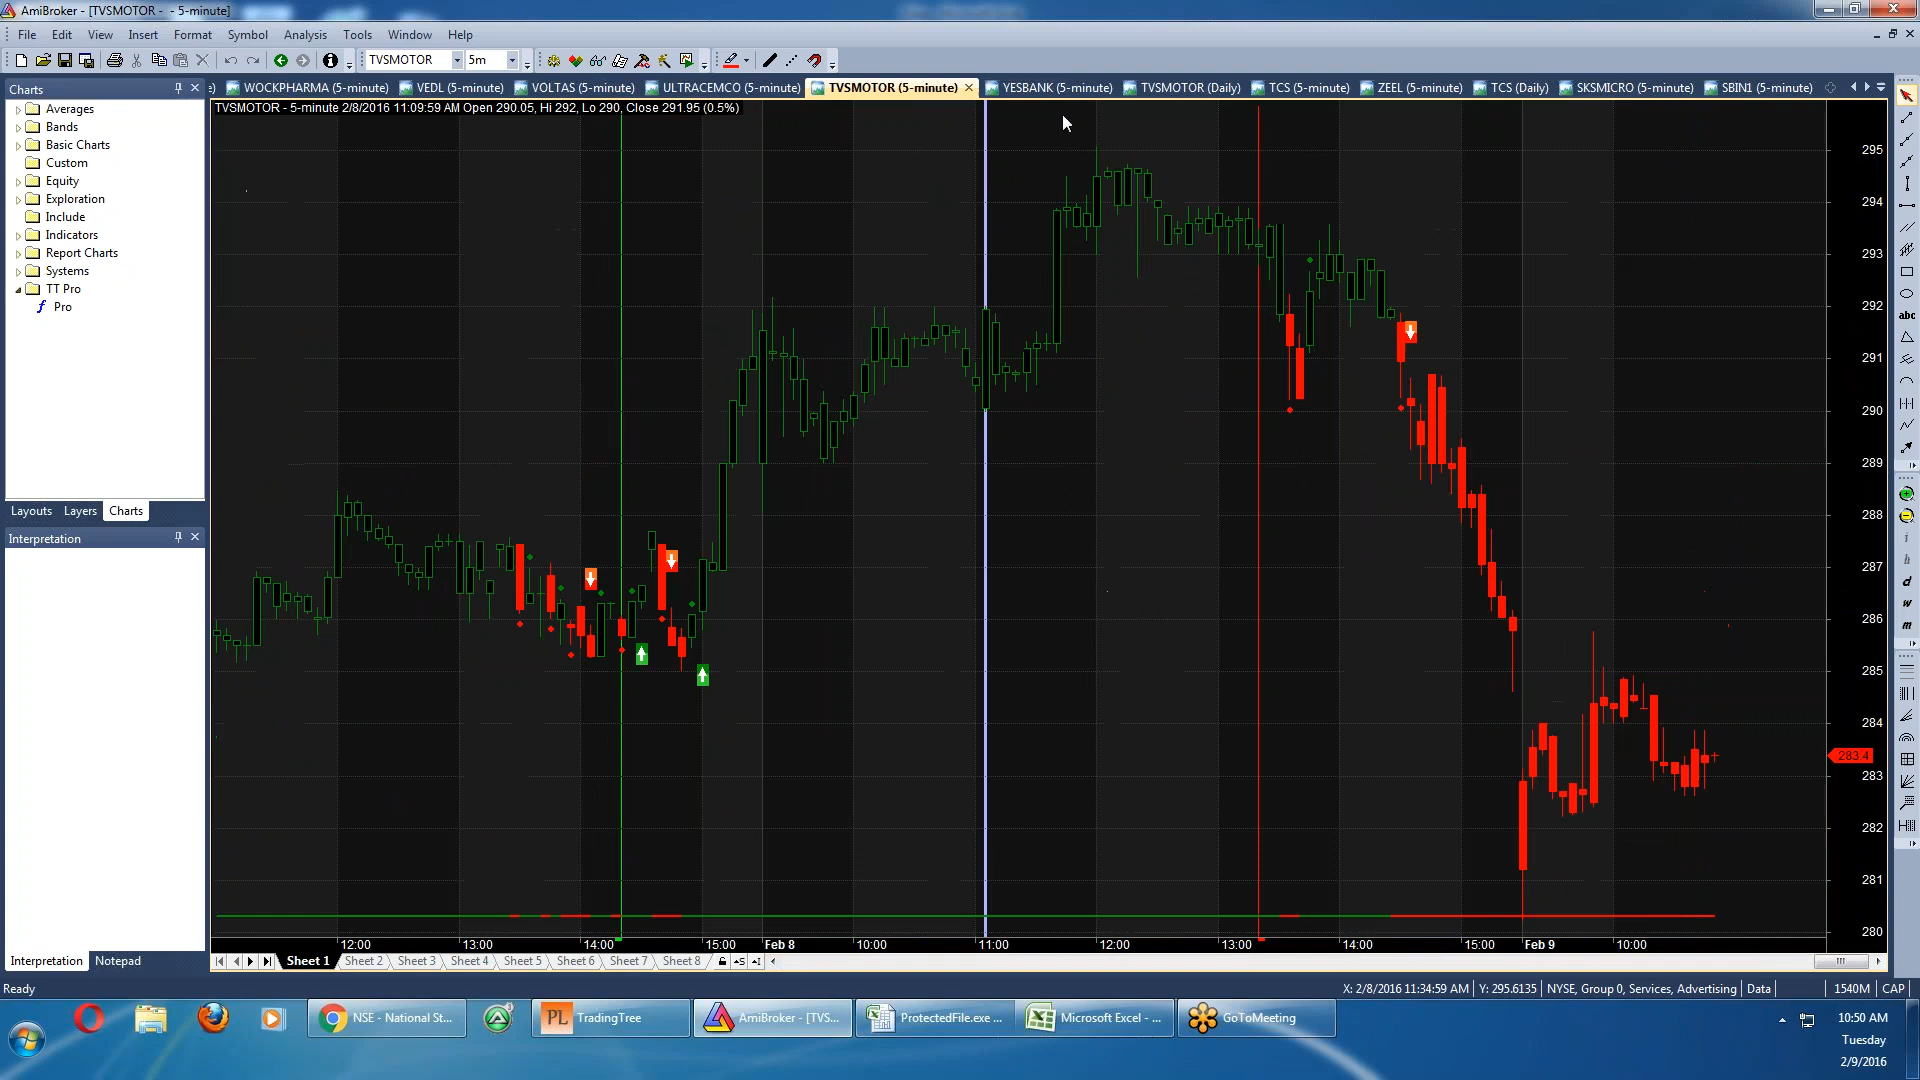 AmiBroker - [TVSMOTOR - - 5-minute]
File Edit View Insert Format Symbol Analysis Tools Window Help
TVSMOTOR 5m
Charts
WOCKPHARMA (5-minute) VEDL (5-minute) VOLTAS (5-minute) ULTRACEMCO (5-minute) TVSMOTOR (5-minute) YESBANK (5-minute) TVSMOTOR (Daily) TCS (5-minute) ZEEL (5-minute) TCS (Daily) SKSMICRO (5-minute) SBIN1 (5-minute)
TVSMOTOR - 5-minute 2/8/2016 11:09:59 AM Open 290.05, Hi 292, Lo 290, Close 291.95 (0.5%)
Averages
Bands
Basic Charts
Custom
Equity
Exploration
Include
Indicators
Report Charts
Systems
TT Pro
Pro
Layouts Layers Charts
Interpretation
Interpretation Notepad
295
294
293
292
291
290
289
288
287
286
285
284
283.4
283
282
281
280
abc
i
h
d
w
m
12:00 13:00 14:00 15:00 Feb 8 10:00 11:00 12:00 13:00 14:00 15:00 Feb 9 10:00
Sheet 1 Sheet 2 Sheet 3 Sheet 4 Sheet 5 Sheet 6 Sheet 7 Sheet 8
Ready
X: 2/8/2016 11:34:59 AM Y: 295.6135 NYSE, Group 0, Services, Advertising Data 1540M CAP
NSE - National St... PL TradingTree AmiBroker - [TVS... ProtectedFile.exe ... Microsoft Excel - ... GoToMeeting
10:50 AM
Tuesday
2/9/2016